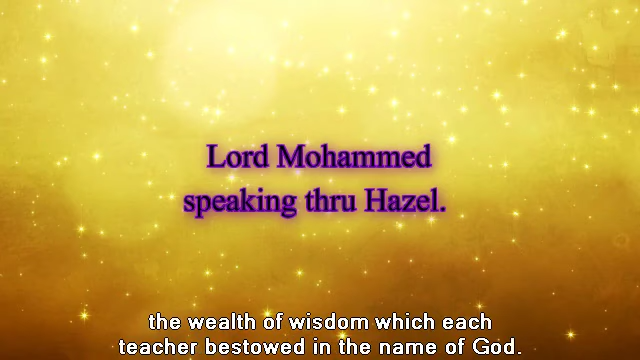 Lord Mohammed
speaking thru Hazel.
the wealth of wisdom which each
teacher bestowed in the name of God.